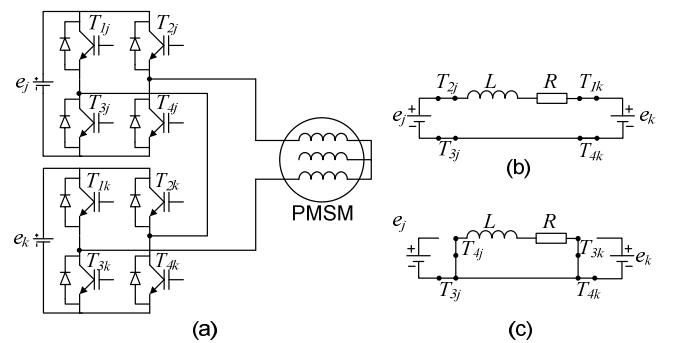 T1j T2j
ej
T3j T4j
T1k T2k
ek
T3k T4k
PMSM
(a)
T2j L R T1k
ej + − + − ek
T3j T4k
(b)
ej L R
+ − T4j T3k + − ek
T3j T4k
(c)